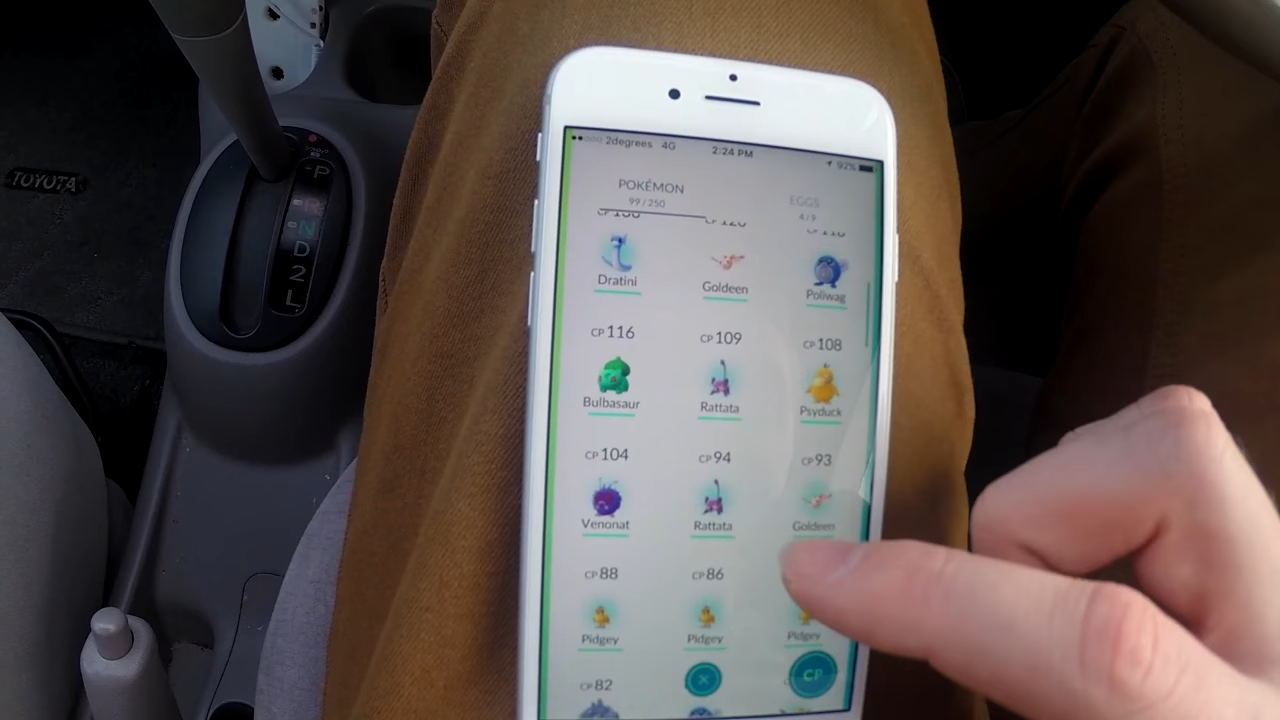 TOYOTA
P
R
N
D
2
L
2degrees 4G 2:24 PM 92%
POKÉMON EGGS
99/250 4/9
Dratini Goldeen Poliwag
CP116 CP109 CP108
Bulbasaur Rattata Psyduck
CP104 CP94 CP93
Venonat Rattata Goldeen
CP88 CP86
Pidgey Pidgey Pidgey
CP82
CP